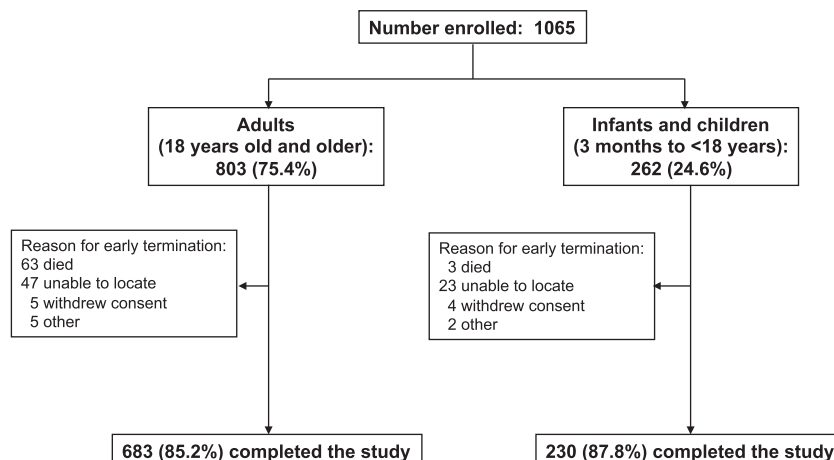 Number enrolled: 1065
Adults
(18 years old and older):
803 (75.4%)
Infants and children
(3 months to <18 years):
262 (24.6%)
Reason for early termination:
63 died
47 unable to locate
5 withdrew consent
5 other
Reason for early termination:
3 died
23 unable to locate
4 withdrew consent
2 other
683 (85.2%) completed the study
230 (87.8%) completed the study